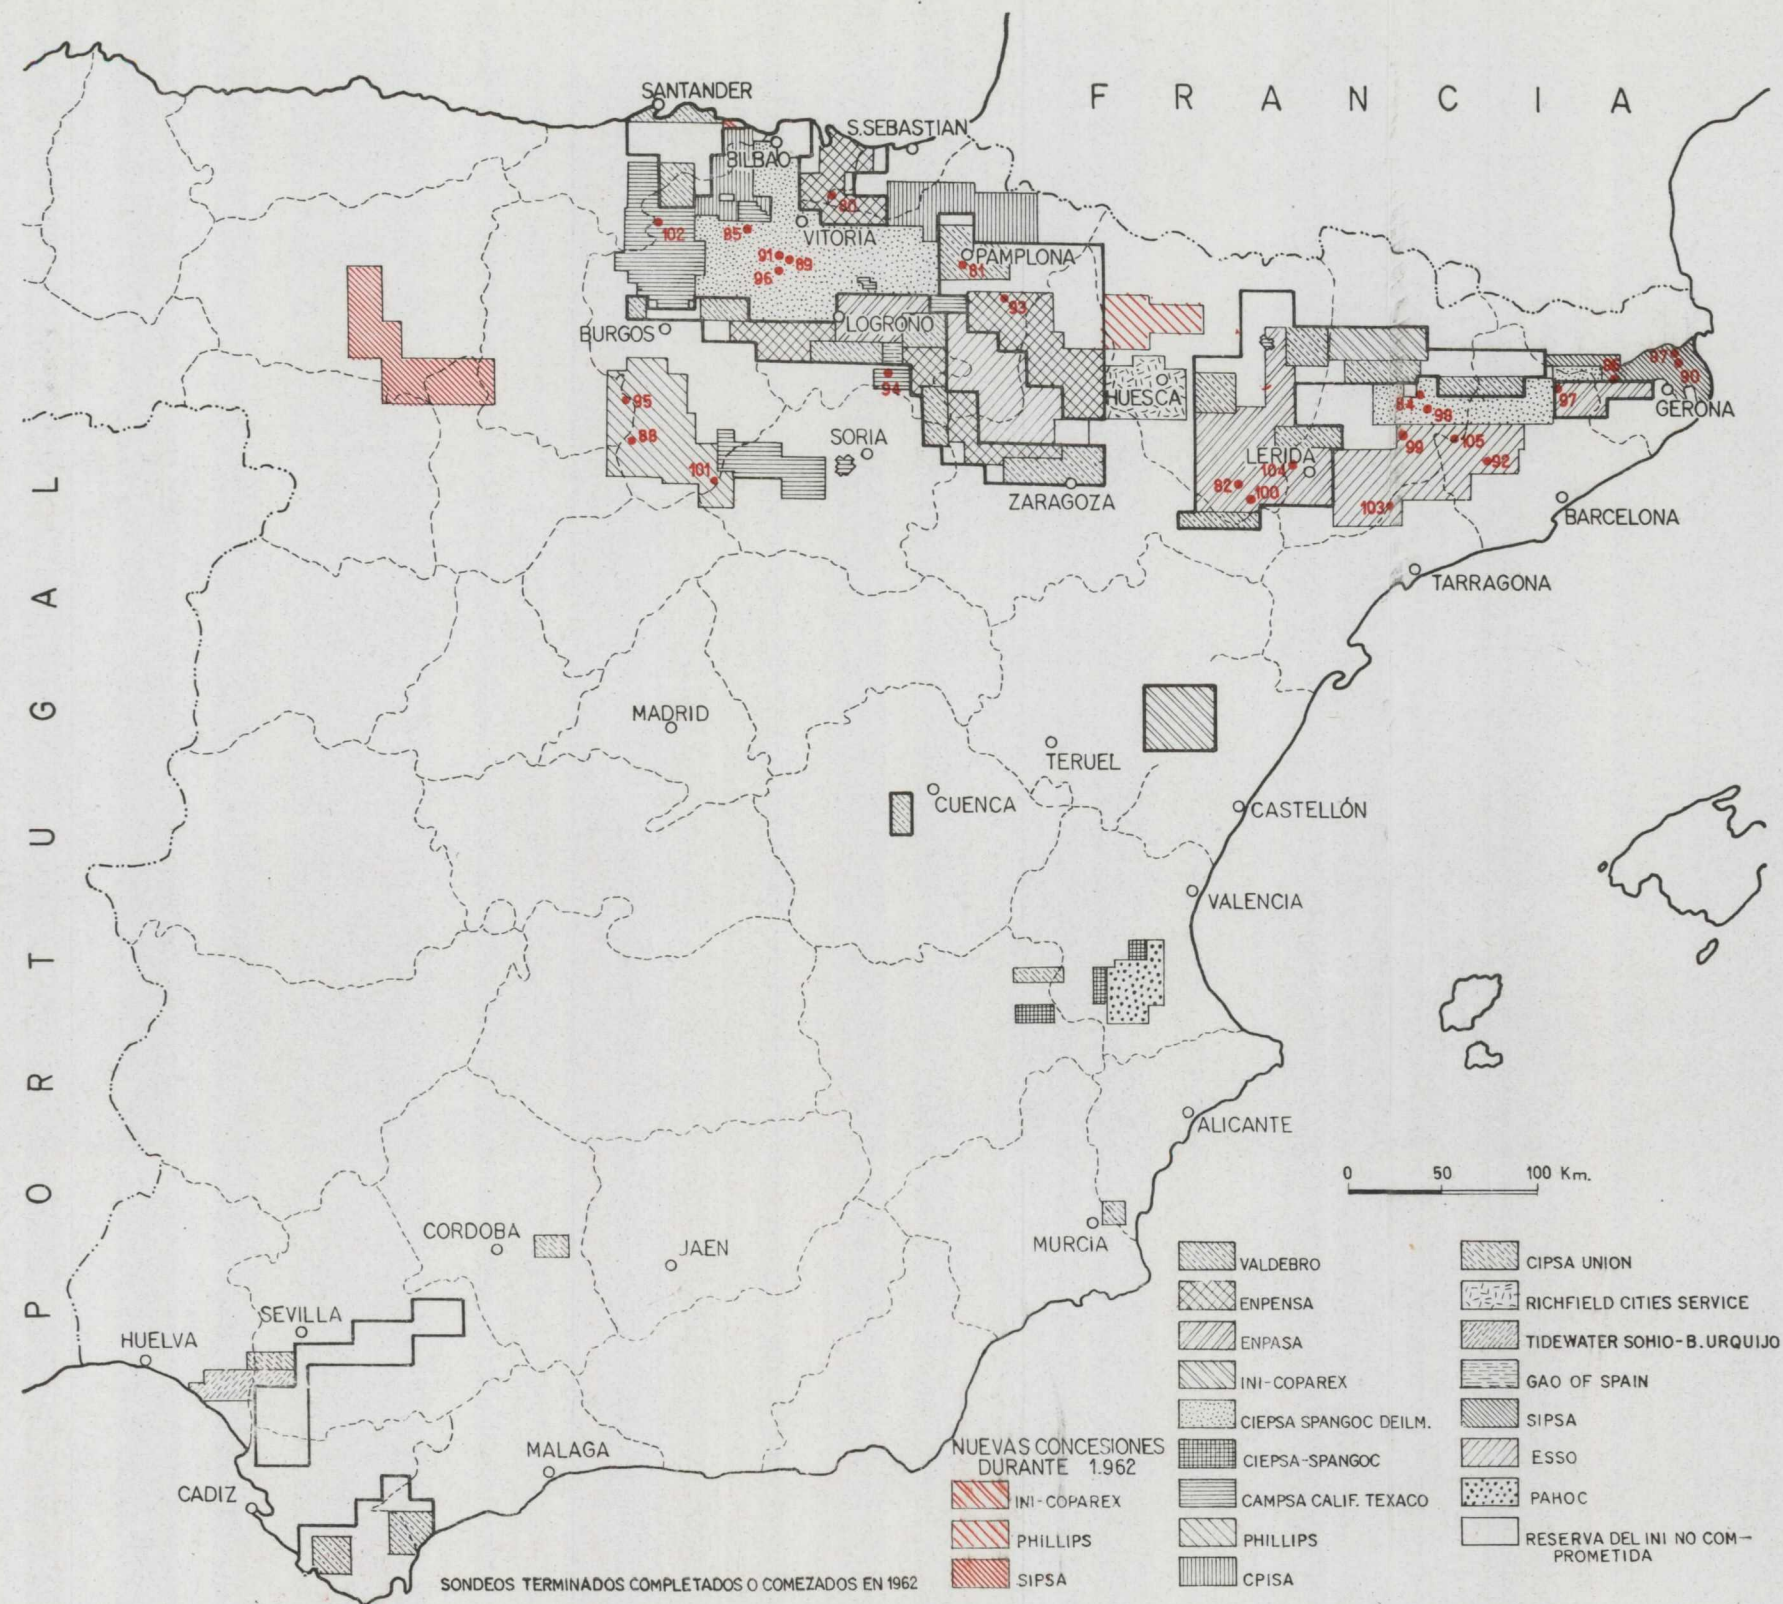 SANTANDER
F R A N C I A
S.SEBASTIAN
BILBAO
80
102
85
VITORIA
91
89
96
PAMPLONA
81
93
BURGOS
LOGROÑO
94
95
88
101
SORIA
HUESCA
ZARAGOZA
86
87
90
97
GERONA
84
98
99
105
92
LERIDA
104
82
100
103
BARCELONA
TARRAGONA
P O R T U G A L
MADRID
TERUEL
CUENCA
CASTELLÓN
VALENCIA
ALICANTE
0 50 100 Km.
CORDOBA
JAEN
MURCIA
SEVILLA
HUELVA
MALAGA
CADIZ
VALDEBRO
ENPENSA
ENPASA
INI-COPAREX
CIEPSA SPANGOC DEILM.
CIEPSA-SPANGOC
CAMPSA CALIF. TEXACO
PHILLIPS
CPISA
CIPSA UNION
RICHFIELD CITIES SERVICE
TIDEWATER SOHIO-B. URQUIJO
GAO OF SPAIN
SIPSA
ESSO
PAHOC
RESERVA DEL INI NO COM-
PROMETIDA
NUEVAS CONCESIONES
DURANTE 1.962
INI-COPAREX
PHILLIPS
SIPSA
SONDEOS TERMINADOS COMPLETADOS O COMEZADOS EN 1962